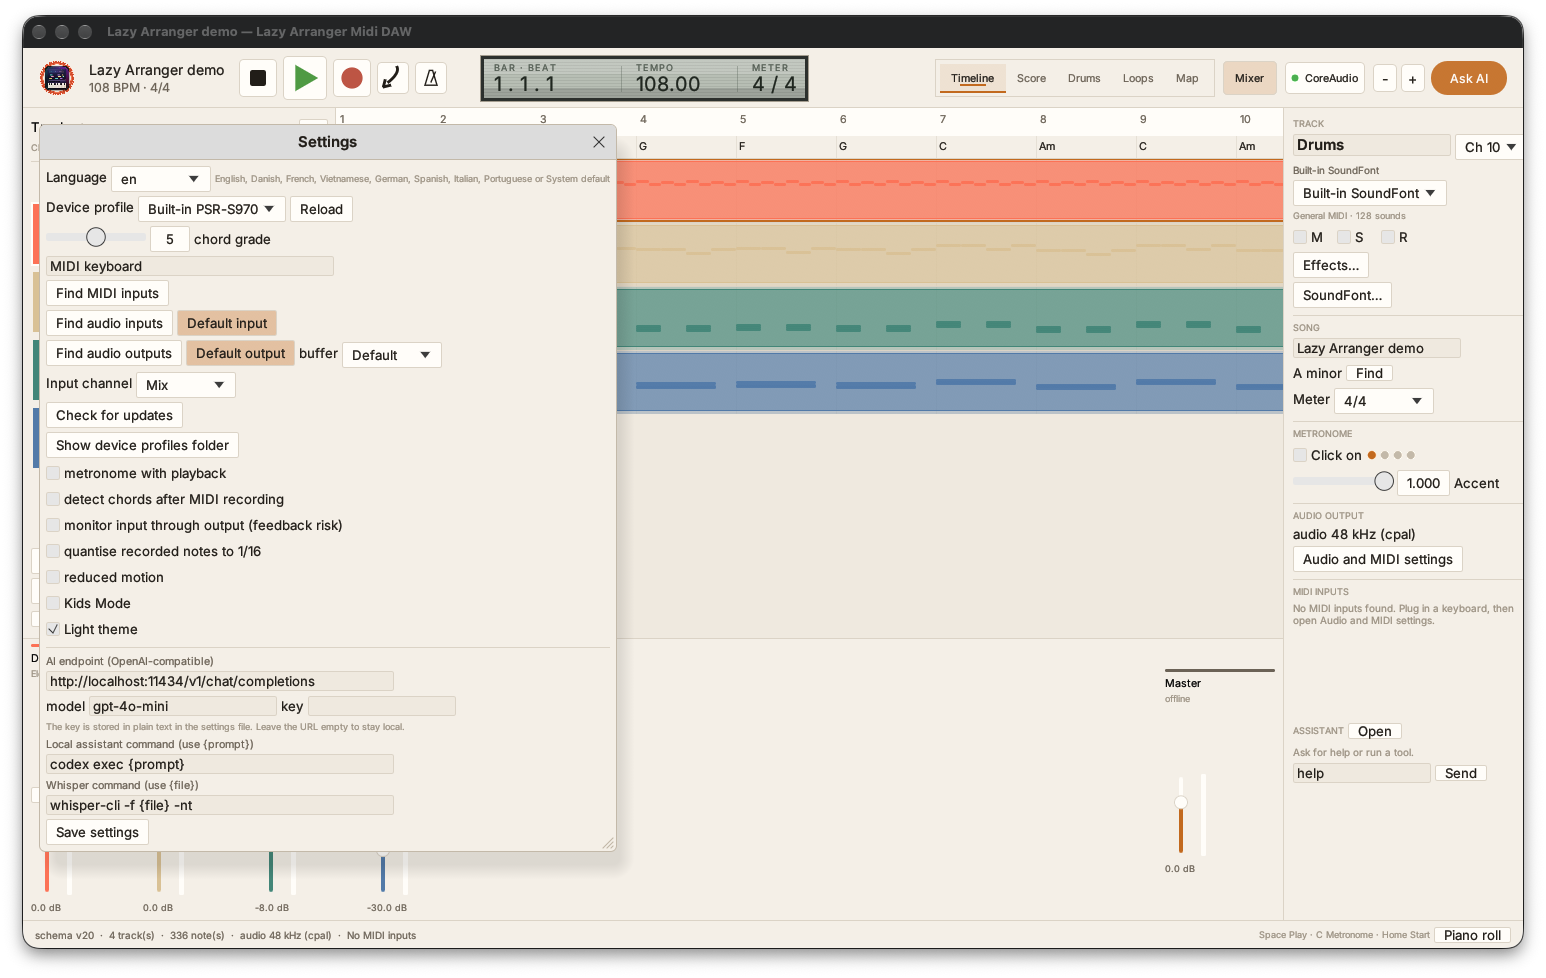 Lazy Arranger demo — Lazy Arranger Midi DAW
Lazy Arranger demo
108 BPM · 4/4
BAR · BEAT
1 . 1 . 1
TEMPO
108.00
METER
4 / 4
Timeline
Score
Drums
Loops
Map
Mixer
CoreAudio
-
+
Ask AI
1
2
3
4
5
6
7
8
9
10
G
F
G
C
Am
C
Am
Settings
Language
en
English, Danish, French, Vietnamese, German, Spanish, Italian, Portuguese or System default
Device profile
Built-in PSR-S970
Reload
5
chord grade
MIDI keyboard
Find MIDI inputs
Find audio inputs
Default input
Find audio outputs
Default output
buffer
Default
Input channel
Mix
Check for updates
Show device profiles folder
metronome with playback
detect chords after MIDI recording
monitor input through output (feedback risk)
quantise recorded notes to 1/16
reduced motion
Kids Mode
Light theme
AI endpoint (OpenAI-compatible)
http://localhost:11434/v1/chat/completions
model
gpt-4o-mini
key
The key is stored in plain text in the settings file. Leave the URL empty to stay local.
Local assistant command (use {prompt})
codex exec {prompt}
Whisper command (use {file})
whisper-cli -f {file} -nt
Save settings
0.0 dB
0.0 dB
-8.0 dB
-30.0 dB
Master
offline
0.0 dB
TRACK
Drums
Ch 10
Built-in SoundFont
Built-in SoundFont
General MIDI · 128 sounds
M
S
R
Effects...
SoundFont...
SONG
Lazy Arranger demo
A minor
Find
Meter
4/4
METRONOME
Click on
1.000
Accent
AUDIO OUTPUT
audio 48 kHz (cpal)
Audio and MIDI settings
MIDI INPUTS
No MIDI inputs found. Plug in a keyboard, then
open Audio and MIDI settings.
ASSISTANT
Open
Ask for help or run a tool.
help
Send
schema v20 · 4 track(s) · 336 note(s) · audio 48 kHz (cpal) · No MIDI inputs
Space Play · C Metronome · Home Start
Piano roll